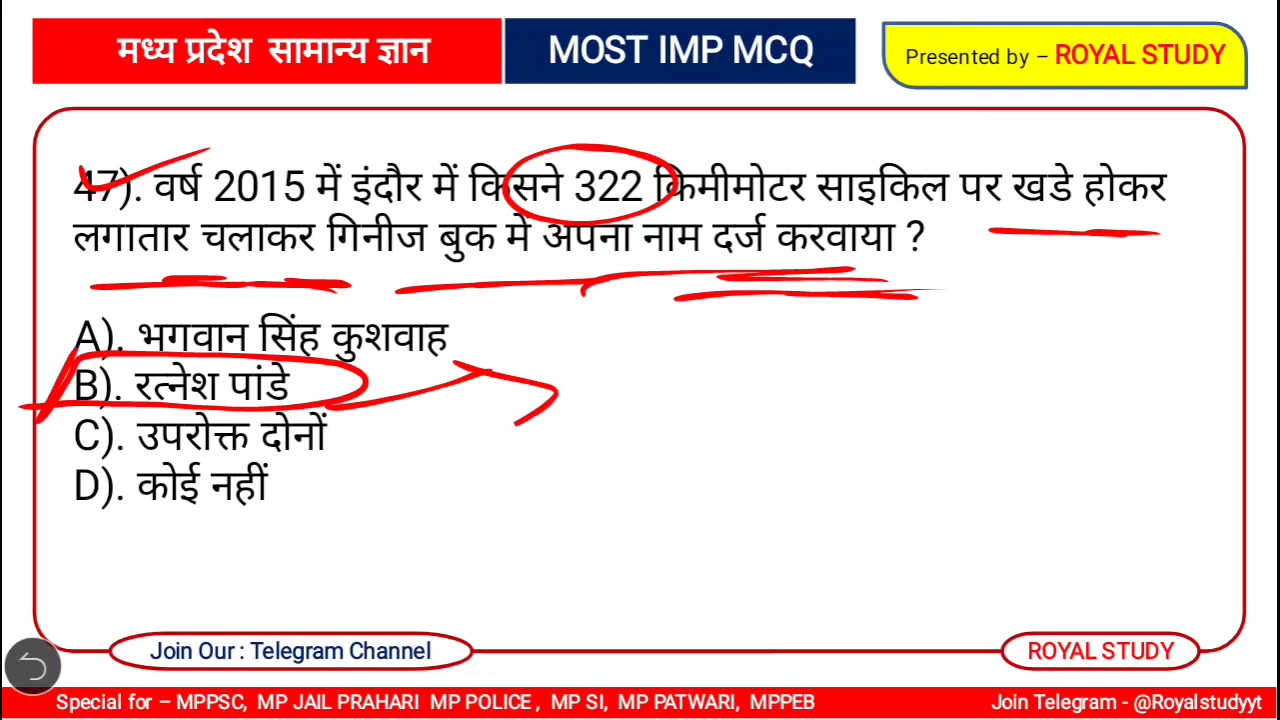 मध्य प्रदेश सामान्य ज्ञान
MOST IMP MCQ
Presented by – ROYAL STUDY
47). वर्ष 2015 में इंदौर में किसने 322 किमीमोटर साइकिल पर खडे होकर
लगातार चलाकर गिनीज बुक में अपना नाम दर्ज करवाया ?
A). भगवान सिंह कुशवाह
B). रत्नेश पांडे
C). उपरोक्त दोनों
D). कोई नहीं
Join Our : Telegram Channel
ROYAL STUDY
Special for – MPPSC, MP JAIL PRAHARI MP POLICE , MP SI, MP PATWARI, MPPEB
Join Telegram - @Royalstudyyt